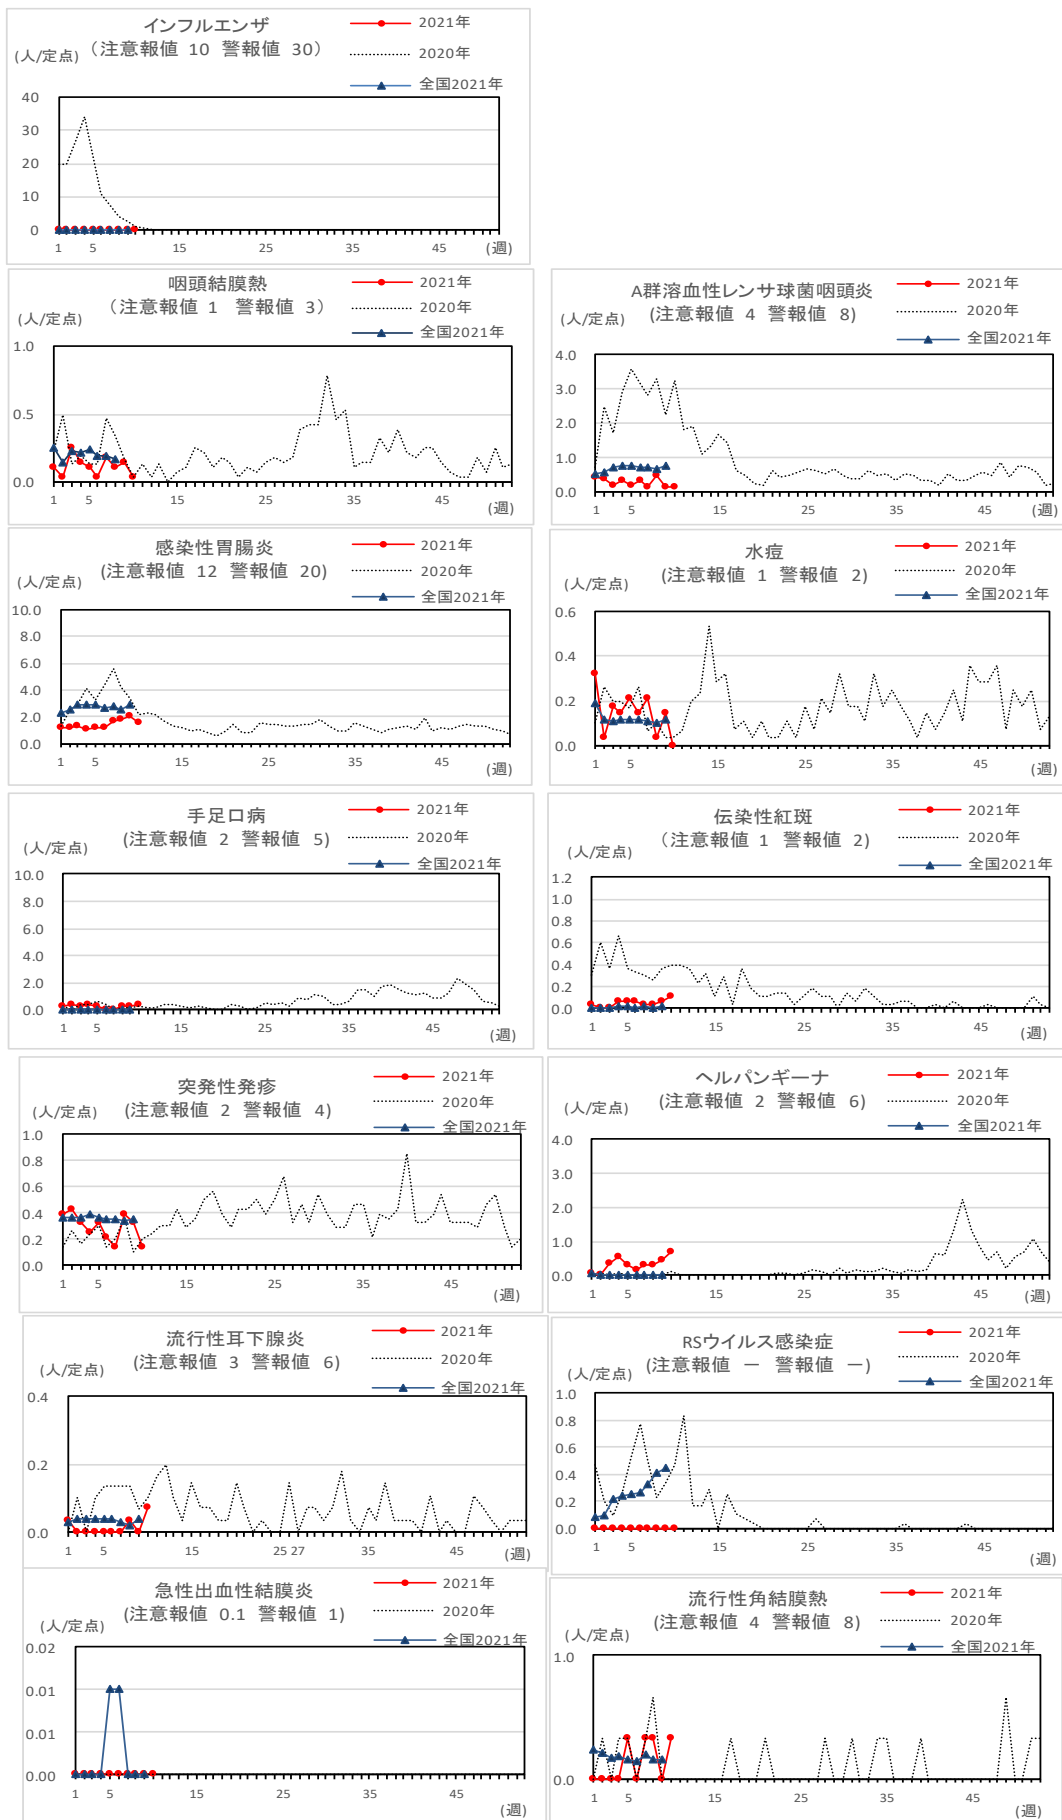 インフルエンザ
（注意報値 10 警報値 30）
(人/定点)
2021年
2020年
全国2021年
40
30
20
10
0
1 5 15 25 35 45
(週)
咽頭結膜熱
（注意報値 1 警報値 3）
(人/定点)
2021年
2020年
全国2021年
1.0
0.5
0.0
1 5 15 25 35 45
(週)
A群溶血性レンサ球菌咽頭炎
(注意報値 4 警報値 8)
(人/定点)
2021年
2020年
全国2021年
4.0
3.0
2.0
1.0
0.0
1 5 15 25 35 45
(週)
感染性胃腸炎
(注意報値 12 警報値 20)
(人/定点)
2021年
2020年
全国2021年
10.0
8.0
6.0
4.0
2.0
0.0
1 5 15 25 35 45
(週)
水痘
(注意報値 1 警報値 2)
(人/定点)
2021年
2020年
全国2021年
0.6
0.4
0.2
0.0
1 5 15 25 35 45
(週)
手足口病
(注意報値 2 警報値 5)
(人/定点)
2021年
2020年
全国2021年
10.0
8.0
6.0
4.0
2.0
0.0
1 5 15 25 35 45
(週)
伝染性紅斑
（注意報値 1 警報値 2)
(人/定点)
2021年
2020年
全国2021年
1.2
1.0
0.8
0.6
0.4
0.2
0.0
1 5 15 25 35 45
(週)
突発性発疹
(注意報値 2 警報値 4)
(人/定点)
2021年
2020年
全国2021年
1.0
0.8
0.6
0.4
0.2
0.0
1 5 15 25 35 45
(週)
ヘルパンギーナ
(注意報値 2 警報値 6)
(人/定点)
2021年
2020年
全国2021年
4.0
3.0
2.0
1.0
0.0
1 5 15 25 35 45
(週)
流行性耳下腺炎
(注意報値 3 警報値 6)
(人/定点)
2021年
2020年
全国2021年
0.4
0.2
0.0
1 5 15 25 27 35 45
(週)
RSウイルス感染症
(注意報値 ー 警報値 ー)
(人/定点)
2021年
2020年
全国2021年
1.0
0.8
0.6
0.4
0.2
0.0
1 5 15 25 35 45
(週)
急性出血性結膜炎
(注意報値 0.1 警報値 1)
(人/定点)
2021年
2020年
全国2021年
0.02
0.01
0.01
0.00
1 5 15 25 35 45
(週)
流行性角結膜熱
(注意報値 4 警報値 8)
(人/定点)
2021年
2020年
全国2021年
1.0
0.0
1 5 15 25 35 45
(週)